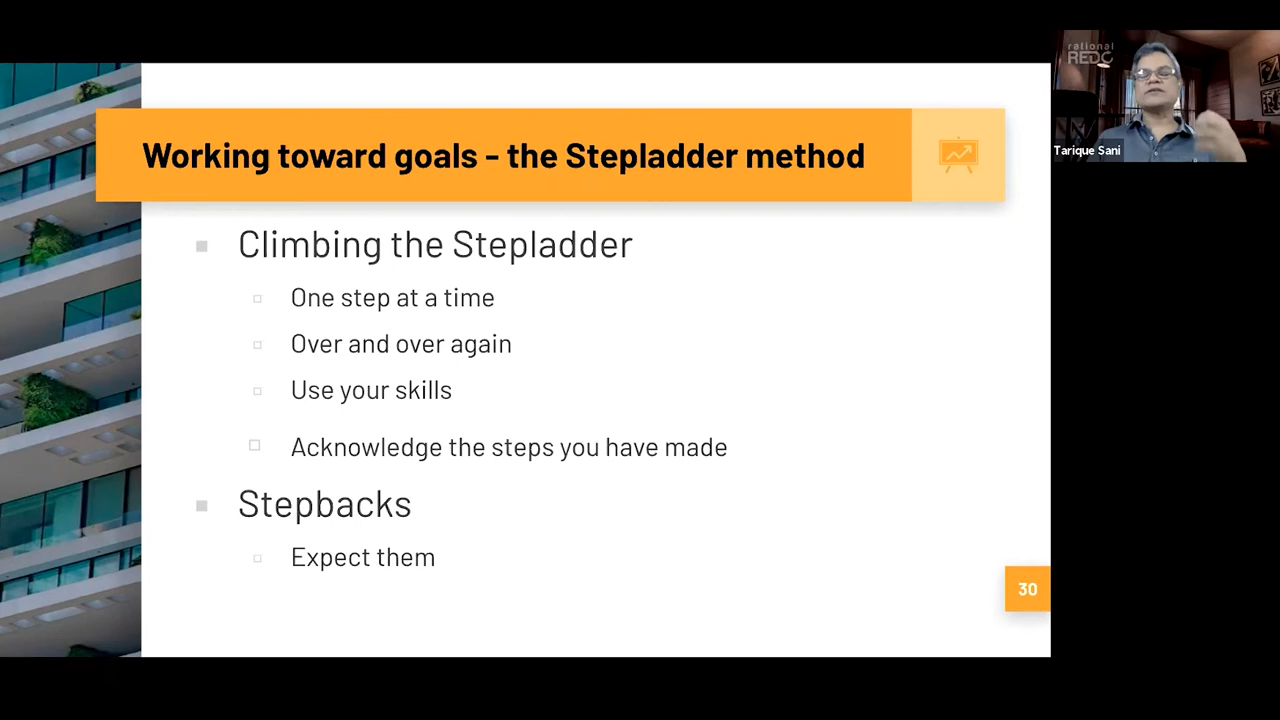 Working toward goals - the Stepladder method
Climbing the Stepladder
One step at a time
Over and over again
Use your skills
Acknowledge the steps you have made
Stepbacks
Expect them
30
rational
REDC
Tarique Sani